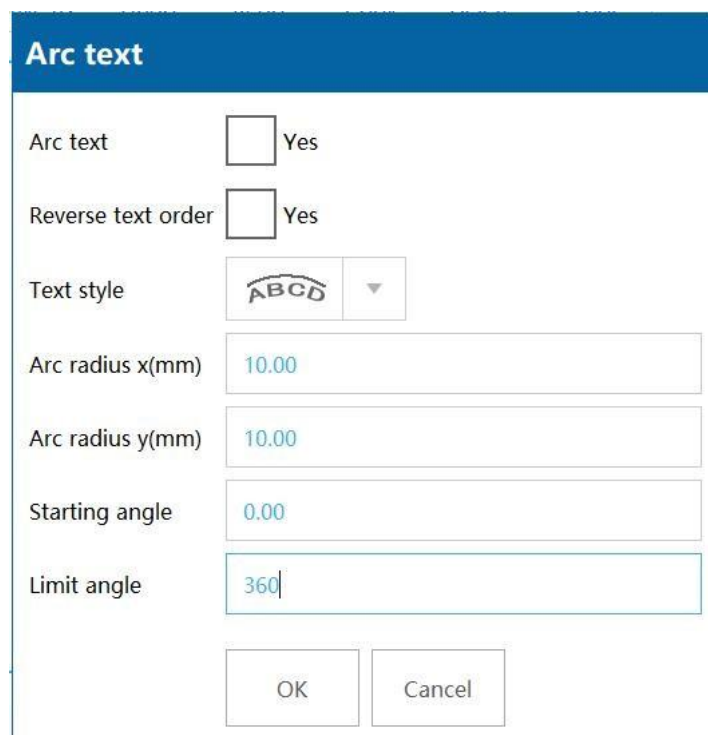 Arc text
Arc text Yes
Reverse text order Yes
Text style ABCD
Arc radius x(mm) 10.00
Arc radius y(mm) 10.00
Starting angle 0.00
Limit angle 360
OK Cancel